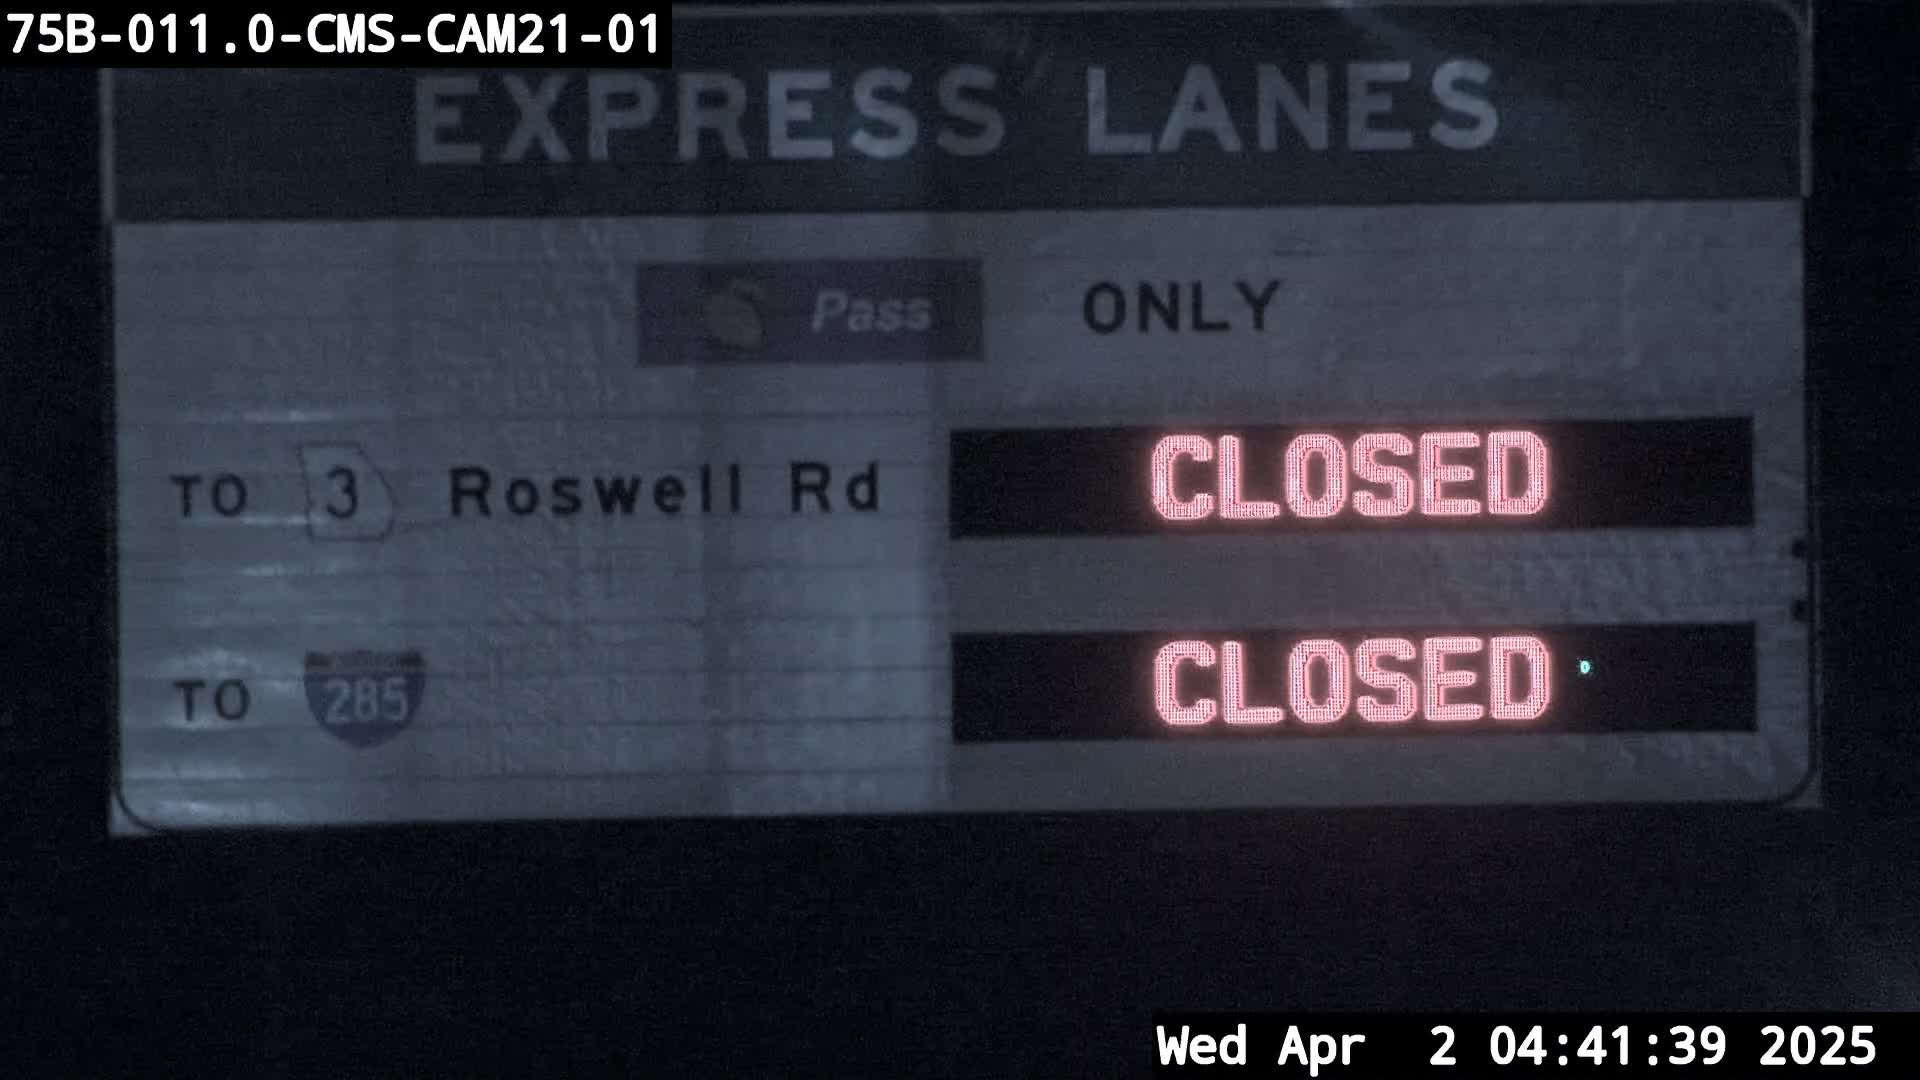 75B-011.0-CMS-CAM21-01
EXPRESS LANES
Pass ONLY
TO 3 Roswell Rd CLOSED
TO 285 CLOSED
Wed Apr 2 04:41:39 2025